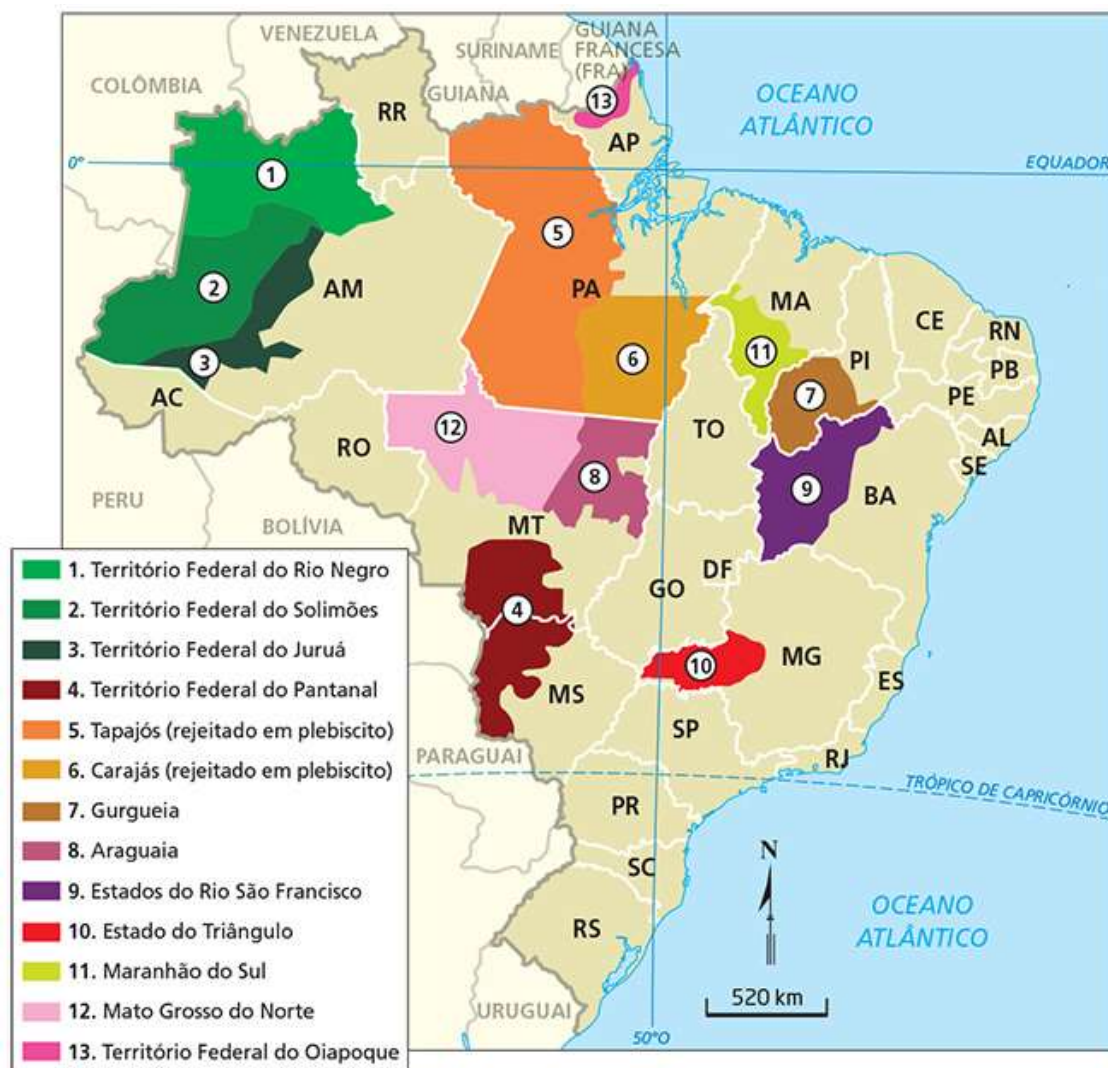 VENEZUELA
SURINAME
GUIANA
FRANCESA
(FRA)
COLÔMBIA
GUIANA
RR
13
AP
OCEANO
ATLÂNTICO
0°
EQUADOR
1
5
2
AM
PA
MA
CE
RN
3
6
11
PI
PB
7
PE
AC
12
TO
AL
RO
8
9
SE
BA
PERU
BOLÍVIA
MT
DF
GO
4
10
MG
MS
ES
SP
PARAGUAI
RJ
TRÓPICO DE CAPRICÓRNIO
PR
N
SC
RS
OCEANO
ATLÂNTICO
520 km
URUGUAI
50°O
1. Território Federal do Rio Negro
2. Território Federal do Solimões
3. Território Federal do Juruá
4. Território Federal do Pantanal
5. Tapajós (rejeitado em plebiscito)
6. Carajás (rejeitado em plebiscito)
7. Gurgueia
8. Araguaia
9. Estados do Rio São Francisco
10. Estado do Triângulo
11. Maranhão do Sul
12. Mato Grosso do Norte
13. Território Federal do Oiapoque